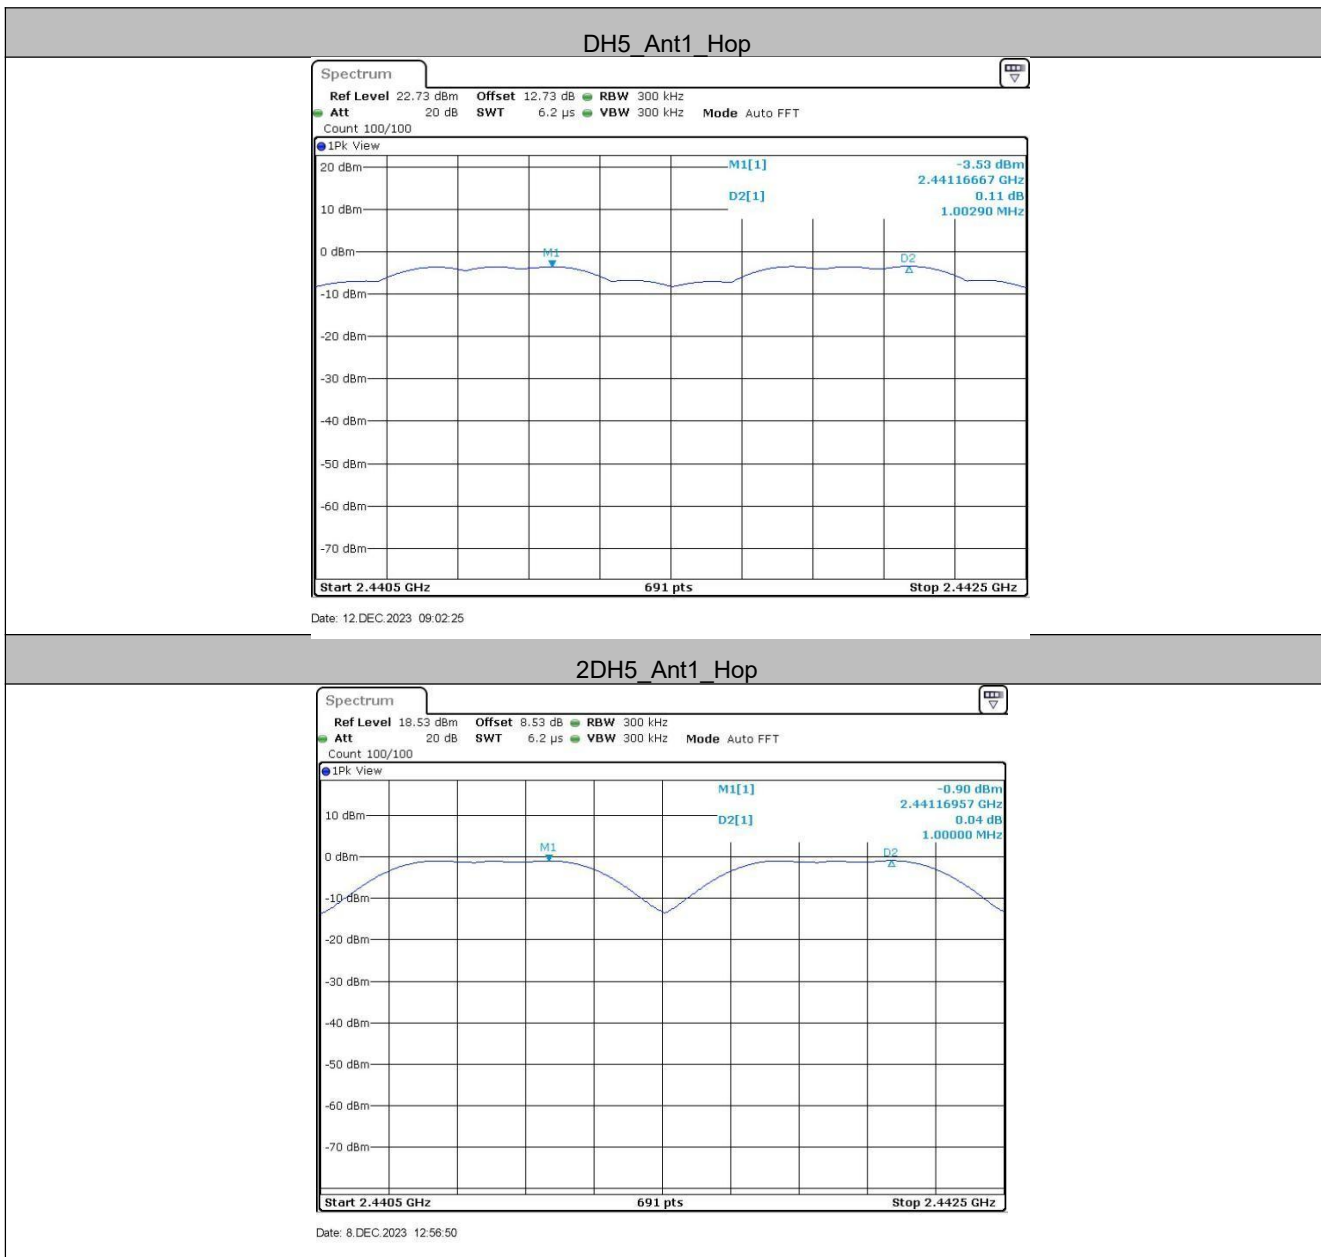 DH5_Ant1_Hop
Spectrum
Ref Level 22.73 dBm Offset 12.73 dB RBW 300 kHz
Att 20 dB SWT 6.2 µs VBW 300 kHz Mode Auto FFT
Count 100/100
1Pk View
20 dBm
M1[1] -3.53 dBm
2.44116667 GHz
D2[1] 0.11 dB
10 dBm
1.00290 MHz
0 dBm
M1
D2
-10 dBm
-20 dBm
-30 dBm
-40 dBm
-50 dBm
-60 dBm
-70 dBm
Start 2.4405 GHz 691 pts Stop 2.4425 GHz
Date: 12.DEC.2023 09:02:25
2DH5_Ant1_Hop
Spectrum
Ref Level 18.53 dBm Offset 8.53 dB RBW 300 kHz
Att 20 dB SWT 6.2 µs VBW 300 kHz Mode Auto FFT
Count 100/100
1Pk View
M1[1] -0.90 dBm
2.44116957 GHz
10 dBm
D2[1] 0.04 dB
1.00000 MHz
0 dBm
M1
D2
-10 dBm
-20 dBm
-30 dBm
-40 dBm
-50 dBm
-60 dBm
-70 dBm
Start 2.4405 GHz 691 pts Stop 2.4425 GHz
Date: 8.DEC.2023 12:56:50